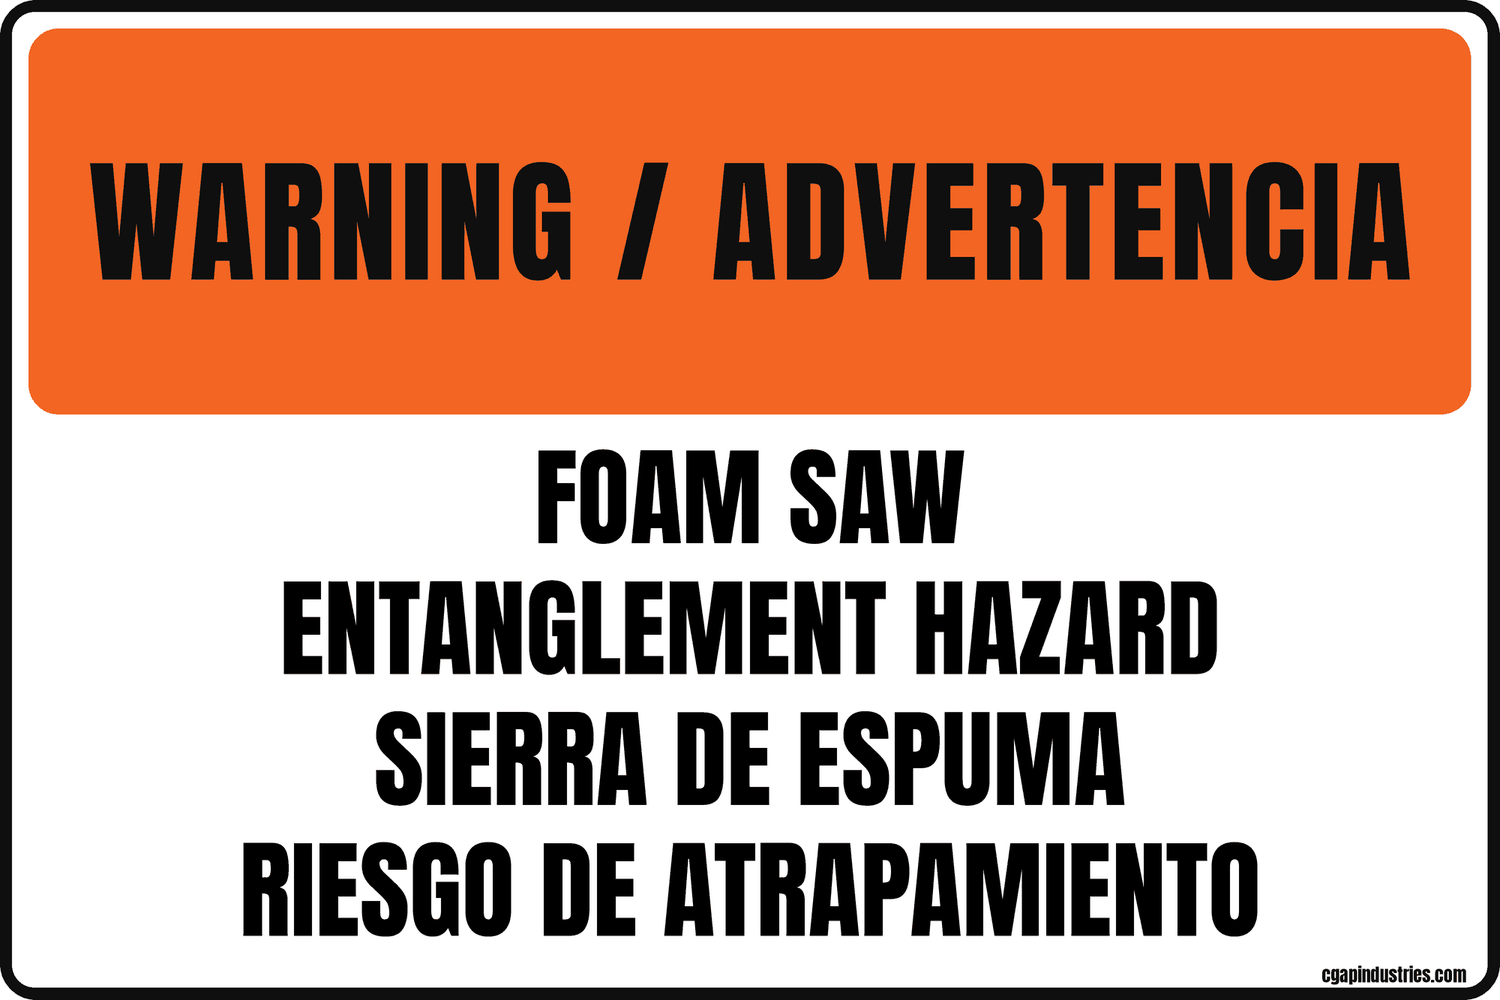 WARNING / ADVERTENCIA
FOAM SAW
ENTANGLEMENT HAZARD
SIERRA DE ESPUMA
RIESGO DE ATRAPAMIENTO
cgapindustries.com